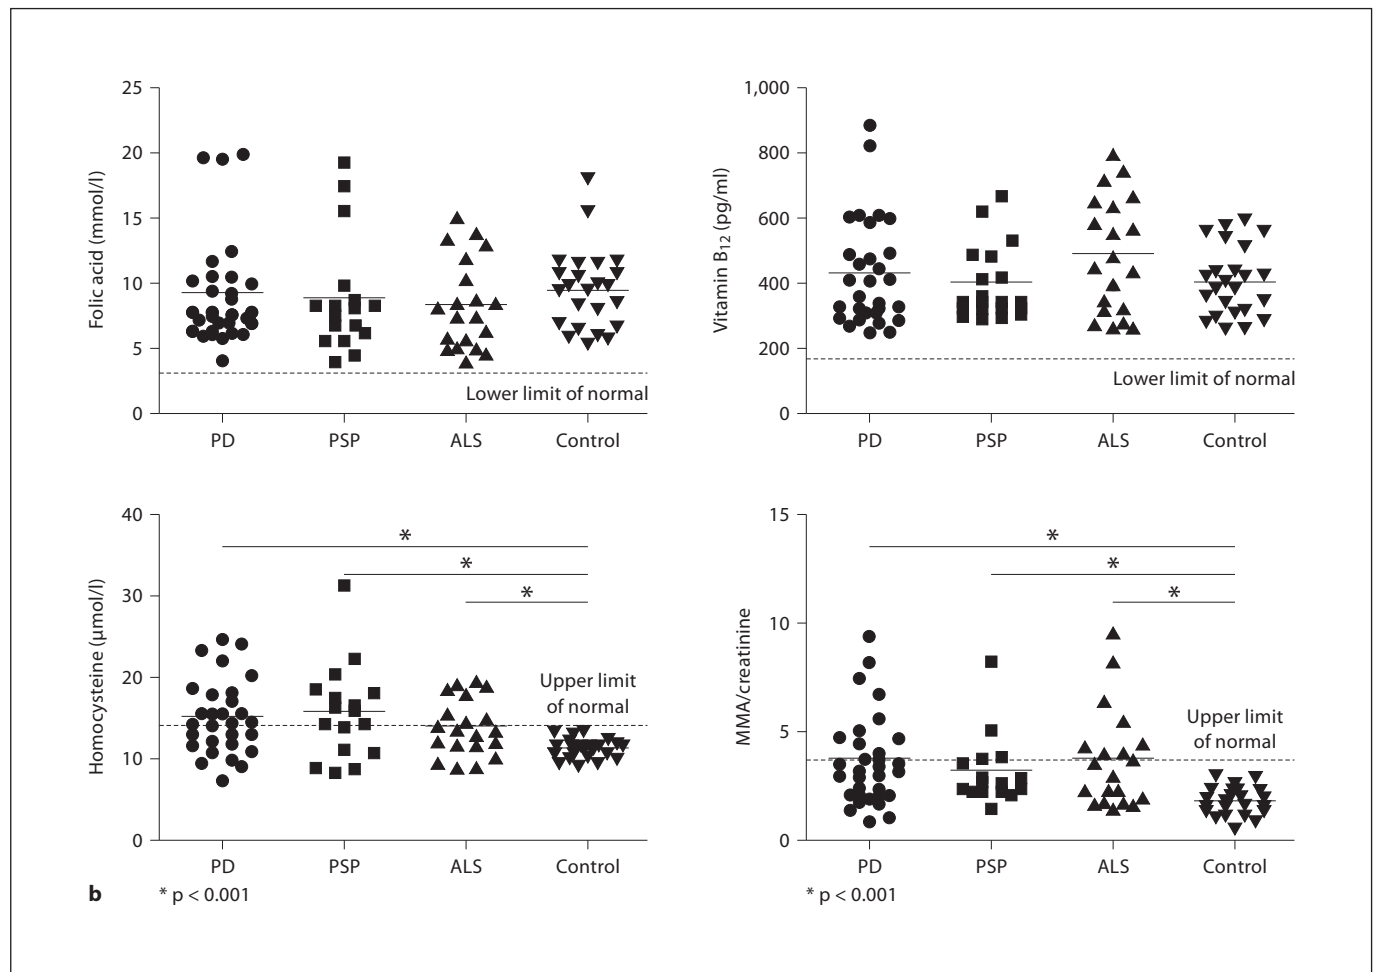 25
20
15
10
5
0
Folic acid (mmol/l)
Lower limit of normal
PD PSP ALS Control
1,000
800
600
400
200
0
Vitamin B12 (pg/ml)
Lower limit of normal
PD PSP ALS Control
40
30
20
10
0
Homocysteine (μmol/l)
*
*
*
Upper limit
of normal
PD PSP ALS Control
b
* p < 0.001
15
10
5
0
MMA/creatinine
*
*
*
Upper limit
of normal
PD PSP ALS Control
* p < 0.001